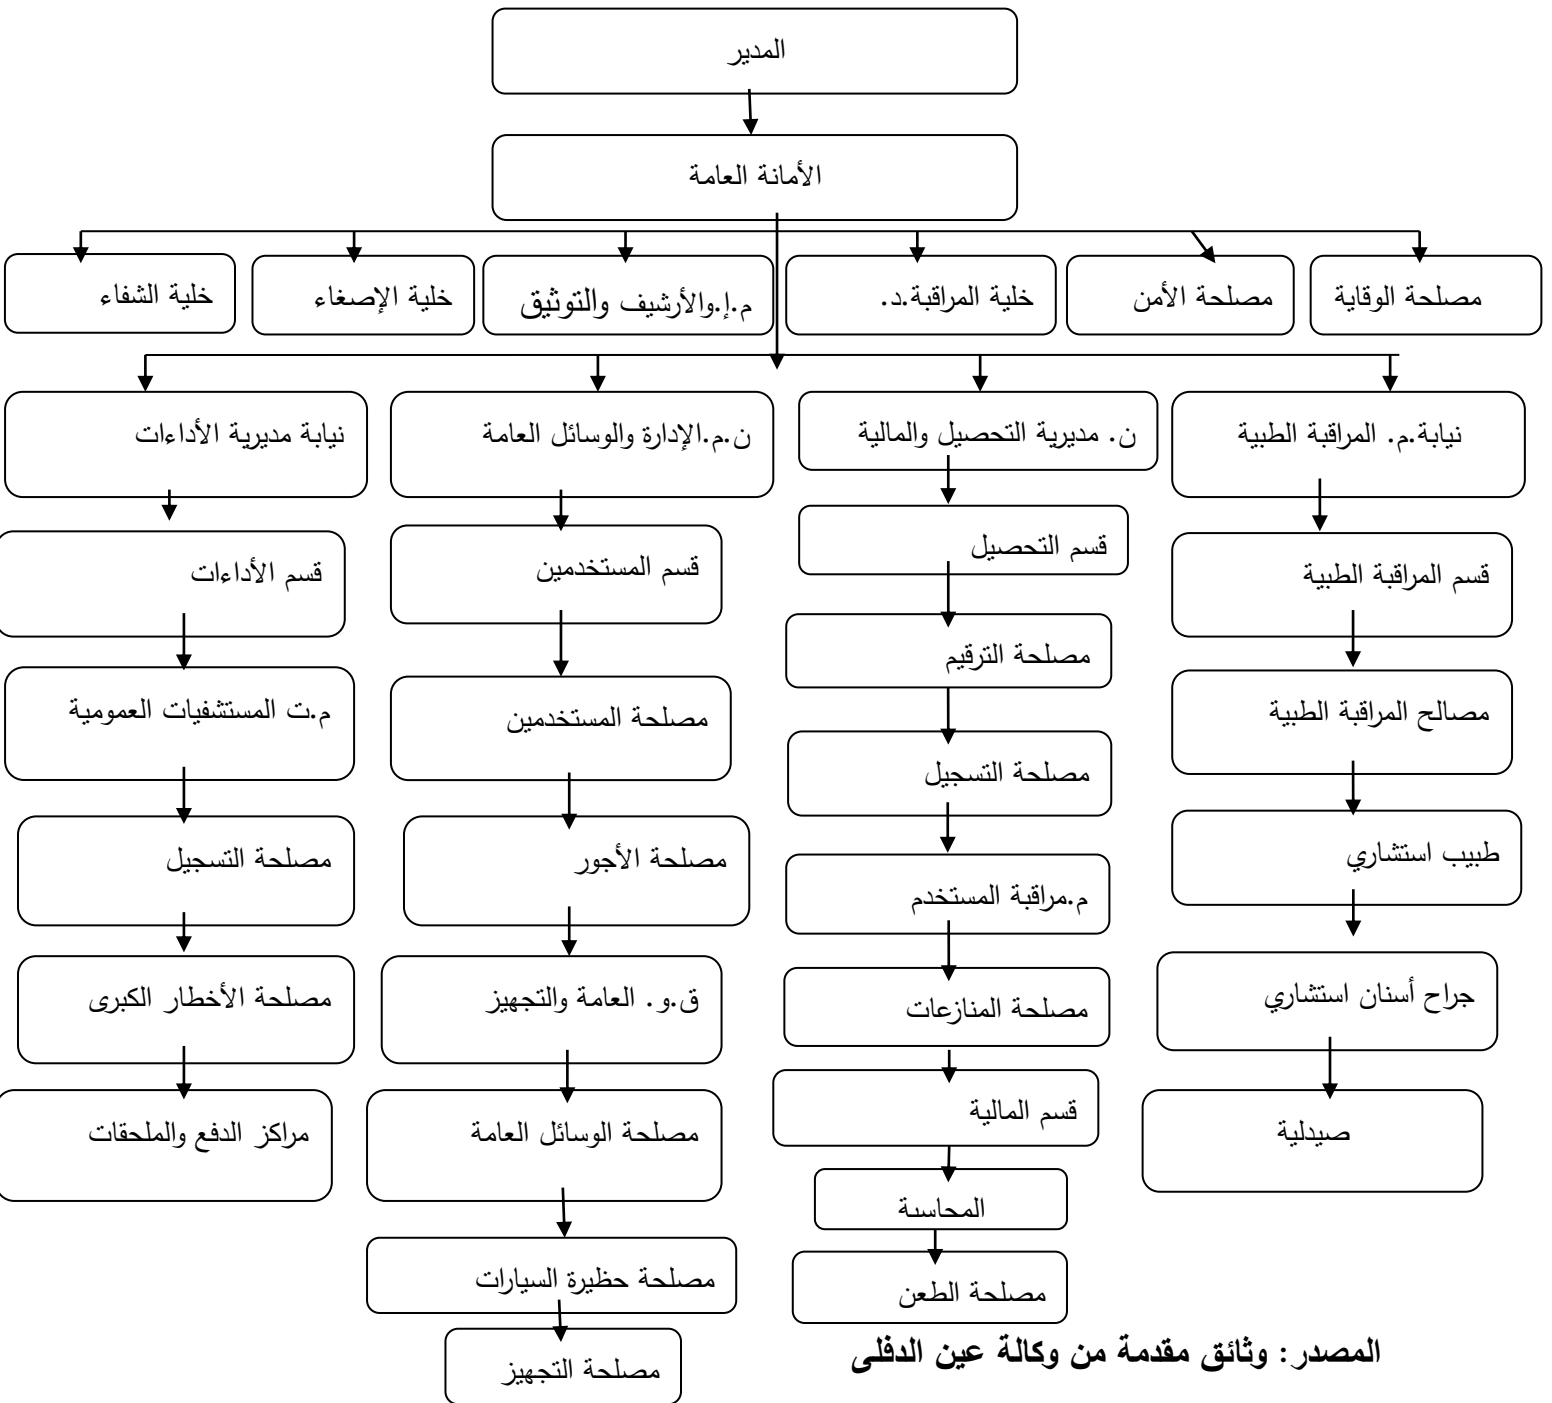 المدير
الأمانة العامة
مصلحة الوقاية
مصلحة الأمن
خلية المراقبة.د.
م.إ.والأرشيف والتوثيق
خلية الإصغاء
خلية الشفاء
نيابة.م. المراقبة الطبية
ن. مديرية التحصيل والمالية
ن.م.الإدارة والوسائل العامة
نيابة مديرية الأداءات
قسم المراقبة الطبية
مصالح المراقبة الطبية
طبيب استشاري
جراح أسنان استشاري
صيدلية
قسم التحصيل
مصلحة الترقيم
مصلحة التسجيل
م.مراقبة المستخدم
مصلحة المنازعات
قسم المالية
المحاسبة
مصلحة الطعن
قسم المستخدمين
مصلحة المستخدمين
مصلحة الأجور
ق.و. العامة والتجهيز
مصلحة الوسائل العامة
مصلحة حظيرة السيارات
مصلحة التجهيز
قسم الأداءات
م.ت المستشفيات العمومية
مصلحة التسجيل
مصلحة الأخطار الكبرى
مراكز الدفع والملحقات
المصدر: وثائق مقدمة من وكالة عين الدفلى